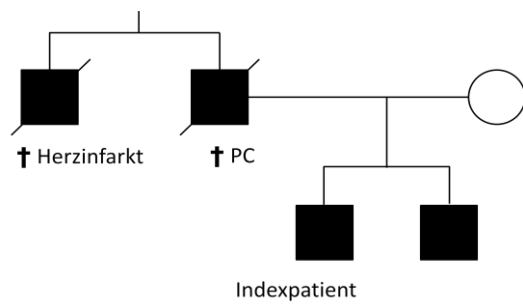 † Herzinfarkt † PC
Indexpatient